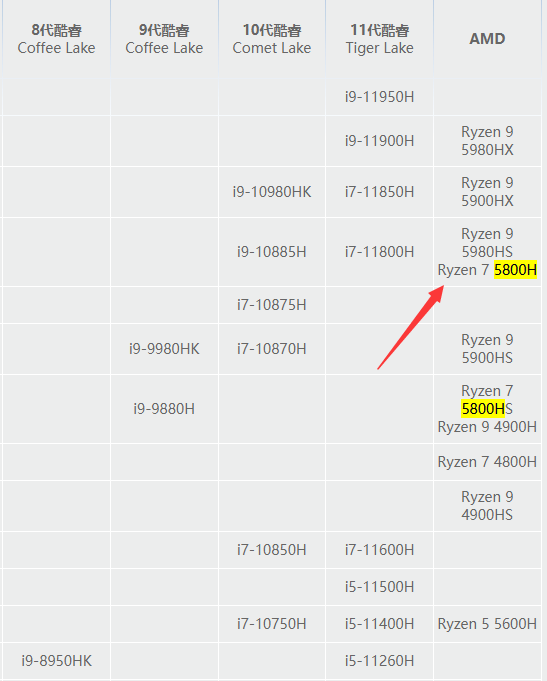 8代酷睿 9代酷睿 10代酷睿 11代酷睿 AMD
Coffee Lake Coffee Lake Comet Lake Tiger Lake
i9-11950H
i9-11900H Ryzen 9
5980HX
i9-10980HK i7-11850H Ryzen 9
5900HX
i9-10885H i7-11800H Ryzen 9
5980HS
Ryzen 7 5800H
i7-10875H
i9-9980HK i7-10870H Ryzen 9
5900HS
i9-9880H Ryzen 7
5800HS
Ryzen 9 4900H
Ryzen 7 4800H
Ryzen 9
4900HS
i7-10850H i7-11600H
i5-11500H
i7-10750H i5-11400H Ryzen 5 5600H
i9-8950HK i5-11260H